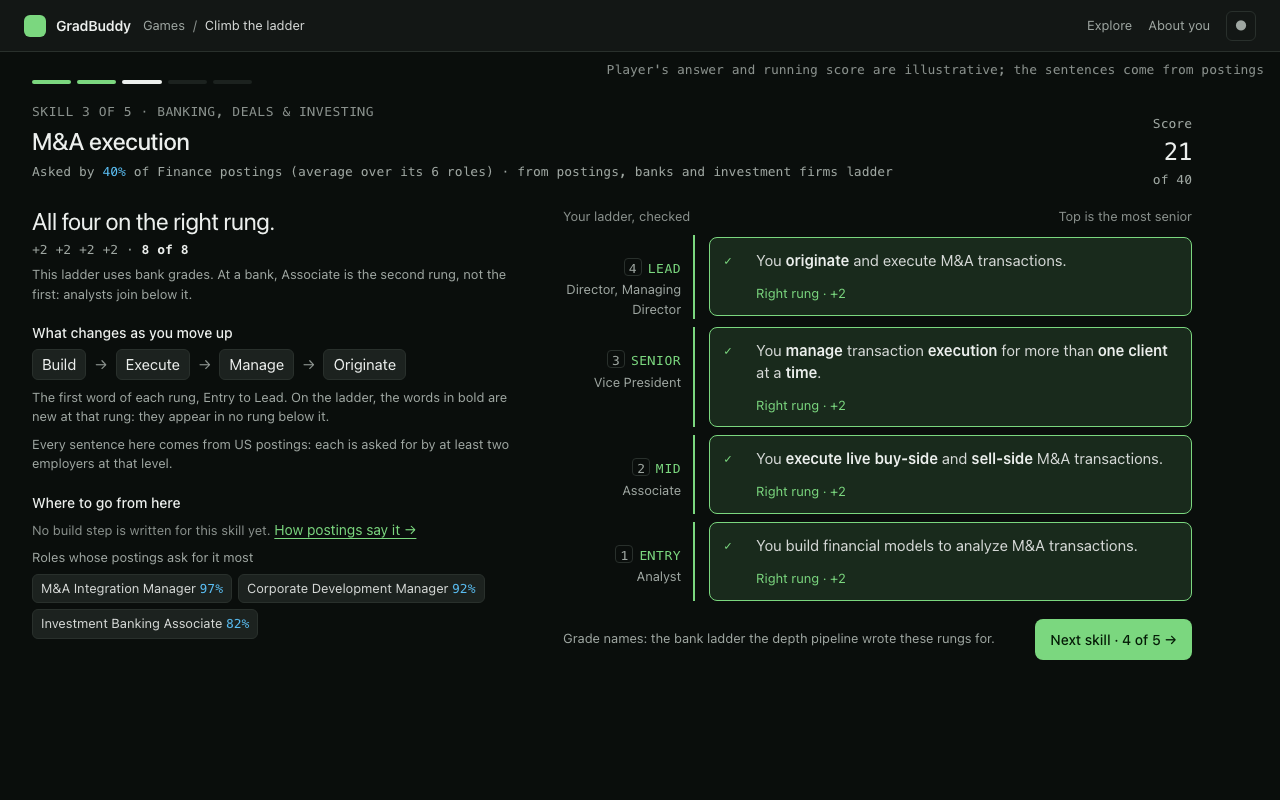 GradBuddy Games / Climb the ladder
Explore About you
Player's answer and running score are illustrative; the sentences come from postings
SKILL 3 OF 5 · BANKING, DEALS & INVESTING
M&A execution
Asked by 40% of Finance postings (average over its 6 roles) · from postings, banks and investment firms ladder
Score
21
of 40
All four on the right rung.
+2 +2 +2 +2 · 8 of 8
This ladder uses bank grades. At a bank, Associate is the second rung, not the
first: analysts join below it.
What changes as you move up
Build → Execute → Manage → Originate
The first word of each rung, Entry to Lead. On the ladder, the words in bold are
new at that rung: they appear in no rung below it.
Every sentence here comes from US postings: each is asked for by at least two
employers at that level.
Where to go from here
No build step is written for this skill yet. How postings say it →
Roles whose postings ask for it most
M&A Integration Manager 97% Corporate Development Manager 92%
Investment Banking Associate 82%
Your ladder, checked
Top is the most senior
4 LEAD
Director, Managing
Director
✓ You originate and execute M&A transactions.
Right rung · +2
3 SENIOR
Vice President
✓ You manage transaction execution for more than one client
at a time.
Right rung · +2
2 MID
Associate
✓ You execute live buy-side and sell-side M&A transactions.
Right rung · +2
1 ENTRY
Analyst
✓ You build financial models to analyze M&A transactions.
Right rung · +2
Grade names: the bank ladder the depth pipeline wrote these rungs for.
Next skill · 4 of 5 →